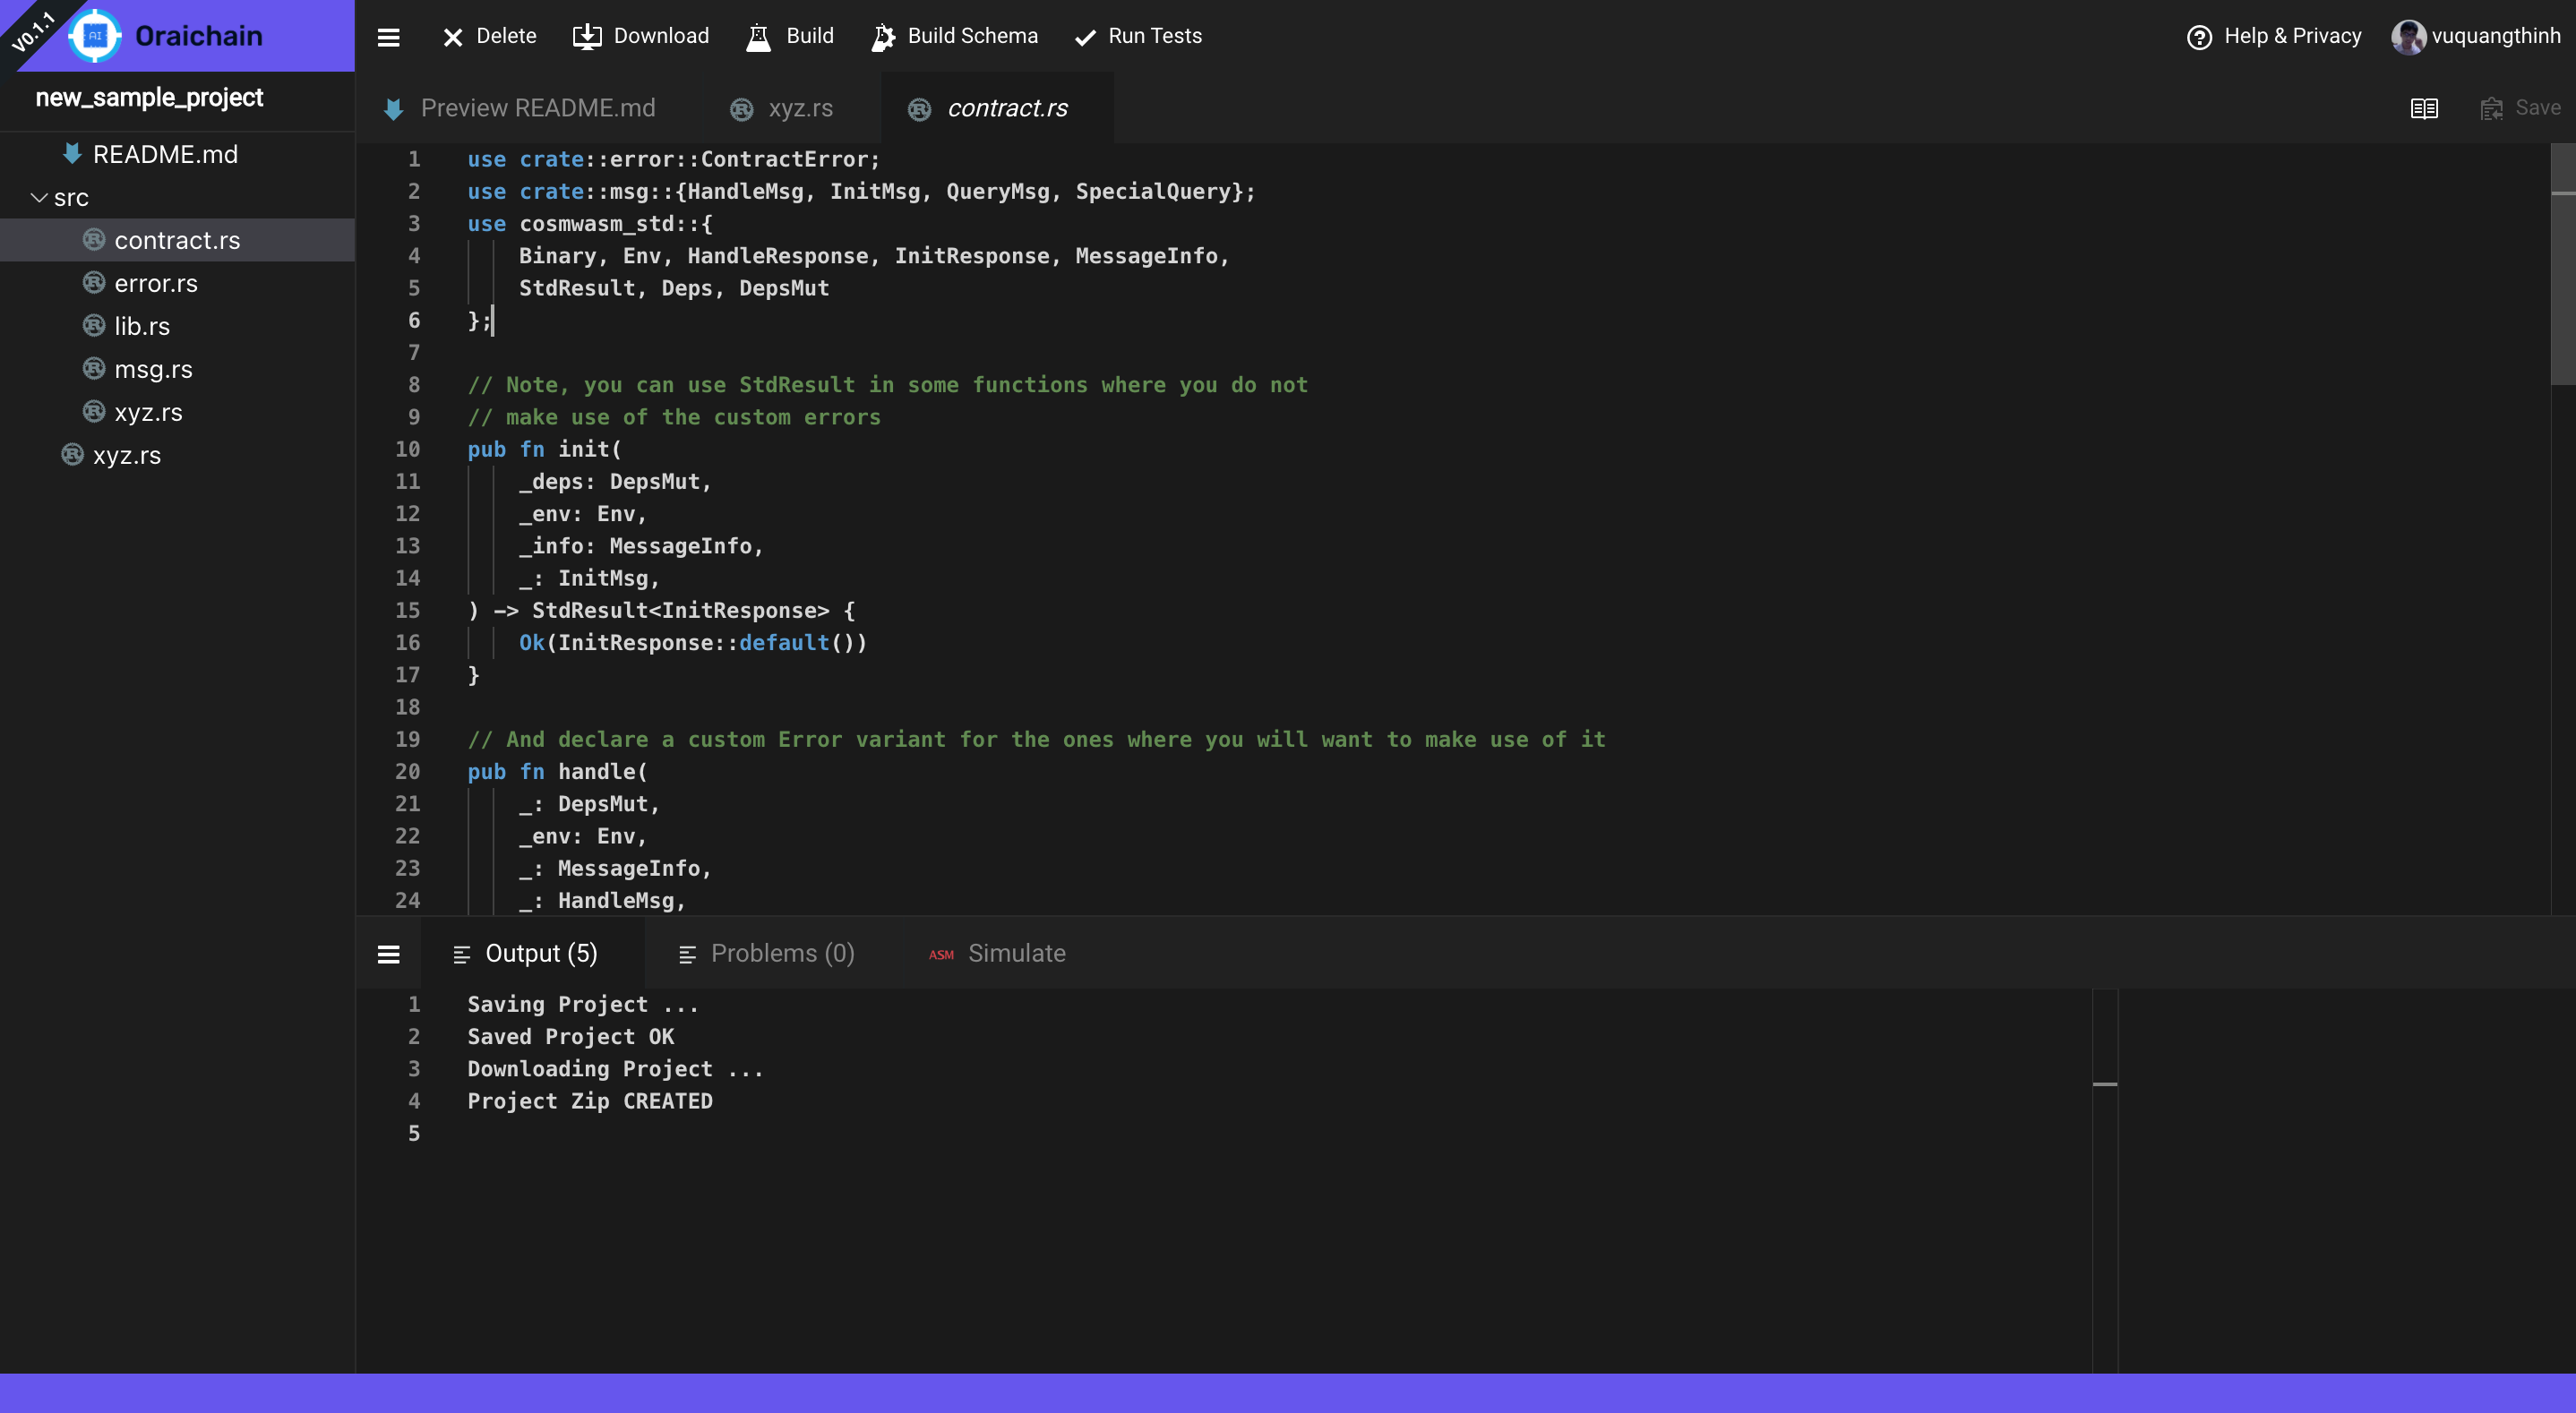 V0.1.1
AI
Oraichain
Delete
Download
Build
Build Schema
Run Tests
Help & Privacy
vuquangthinh
new_sample_project
README.md
src
contract.rs
error.rs
lib.rs
msg.rs
xyz.rs
xyz.rs
Preview README.md
xyz.rs
contract.rs
Save
1 use crate::error::ContractError;
2 use crate::msg::{HandleMsg, InitMsg, QueryMsg, SpecialQuery};
3 use cosmwasm_std::{
4     Binary, Env, HandleResponse, InitResponse, MessageInfo,
5     StdResult, Deps, DepsMut
6 };
7
8 // Note, you can use StdResult in some functions where you do not
9 // make use of the custom errors
10 pub fn init(
11     _deps: DepsMut,
12     _env: Env,
13     _info: MessageInfo,
14     _: InitMsg,
15 ) -> StdResult<InitResponse> {
16     Ok(InitResponse::default())
17 }
18
19 // And declare a custom Error variant for the ones where you will want to make use of it
20 pub fn handle(
21     _: DepsMut,
22     _env: Env,
23     _: MessageInfo,
24     _: HandleMsg,
Output (5)
Problems (0)
ASM Simulate
1 Saving Project ...
2 Saved Project OK
3 Downloading Project ...
4 Project Zip CREATED
5